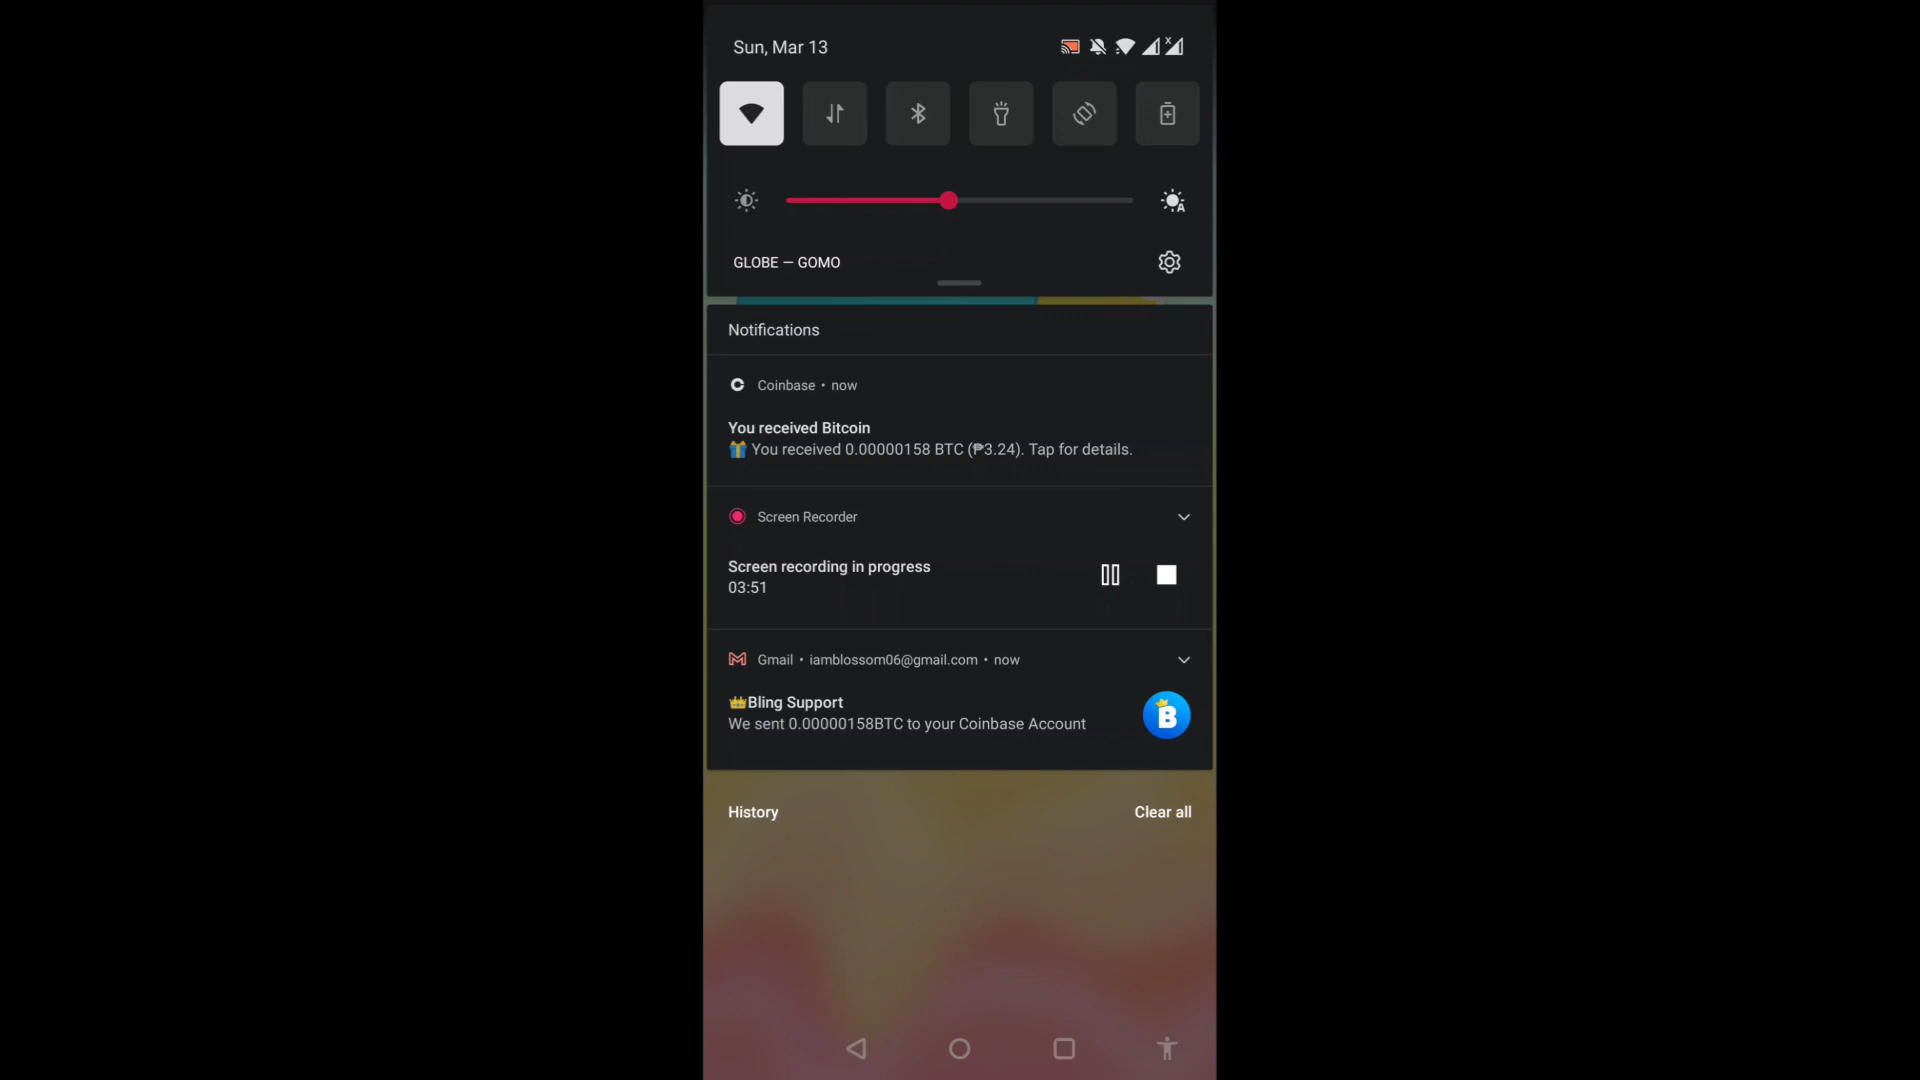 Sun, Mar 13
GLOBE — GOMO
Notifications
Coinbase • now
You received Bitcoin
🎁 You received 0.00000158 BTC (₱3.24). Tap for details.
Screen Recorder
Screen recording in progress
03:51
Gmail • iamblossom06@gmail.com • now
👑Bling Support
We sent 0.00000158BTC to your Coinbase Account
B
History
Clear all